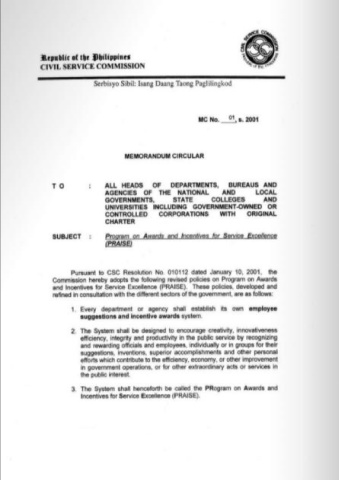 Republic of the Philippines
CIVIL SERVICE COMMISSION
Serbisyo Sibil: Isang Daang Taong Paglilingkod
MC No. 01, s. 2001
MEMORANDUM CIRCULAR
T O : ALL HEADS OF DEPARTMENTS, BUREAUS AND
AGENCIES OF THE NATIONAL AND LOCAL
GOVERNMENTS, STATE COLLEGES AND
UNIVERSITIES INCLUDING GOVERNMENT-OWNED OR
CONTROLLED CORPORATIONS WITH ORIGINAL
CHARTER
SUBJECT : Program on Awards and Incentives for Service Excellence
(PRAISE)
Pursuant to CSC Resolution No. 010112 dated January 10, 2001, the
Commission hereby adopts the following revised policies on Program on Awards
and Incentives for Service Excellence (PRAISE). These policies, developed and
refined in consultation with the different sectors of the government, are as follows:
1. Every department or agency shall establish its own employee
suggestions and incentive awards system.
2. The System shall be designed to encourage creativity, innovativeness
efficiency, integrity and productivity in the public service by recognizing
and rewarding officials and employees, individually or in groups for their
suggestions, inventions, superior accomplishments and other personal
efforts which contribute to the efficiency, economy, or other improvement
in government operations, or for other extraordinary acts or services in
the public interest.
3. The System shall henceforth be called the PRogram on Awards and
Incentives for Service Excellence (PRAISE).